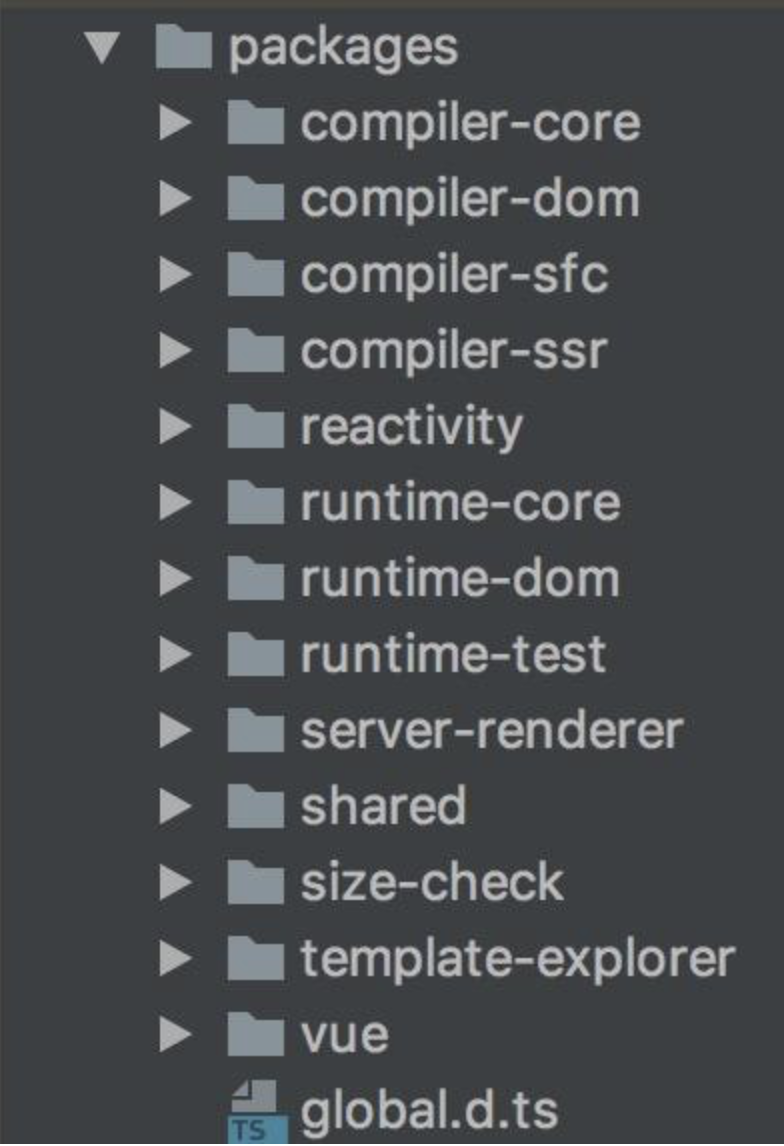 packages
compiler-core
compiler-dom
compiler-sfc
compiler-ssr
reactivity
runtime-core
runtime-dom
runtime-test
server-renderer
shared
size-check
template-explorer
vue
TS global.d.ts